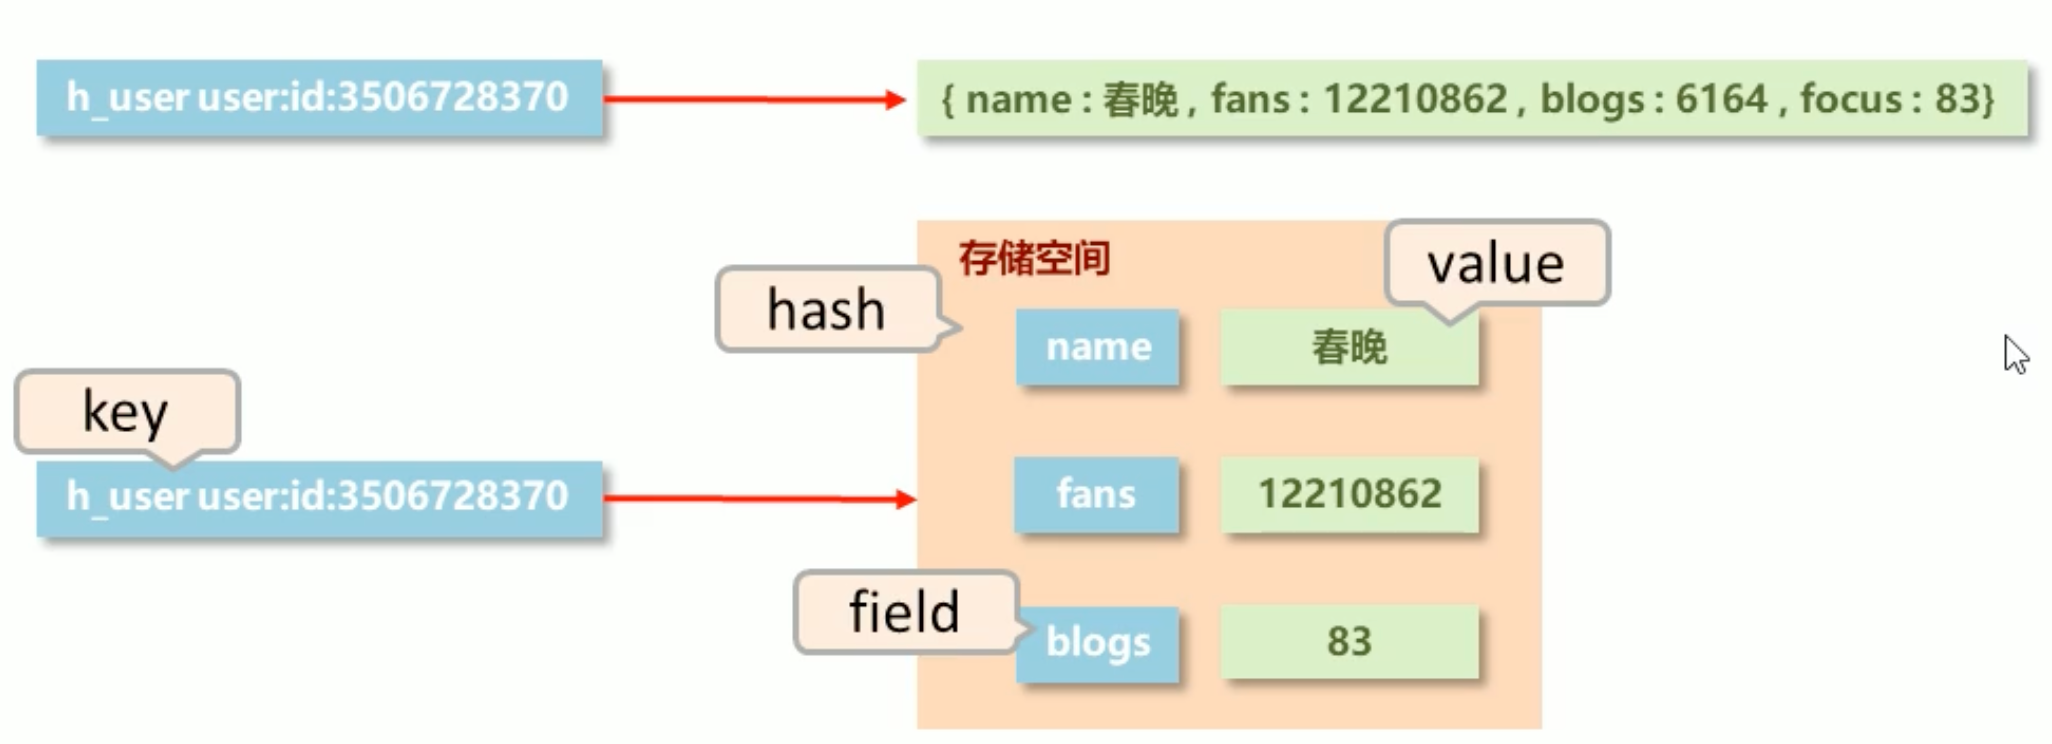 h_user user:id:3506728370
{ name : 春晚 , fans : 12210862 , blogs : 6164 , focus : 83}
存储空间
value
hash
name
春晚
key
h_user user:id:3506728370
fans
12210862
field
blogs
83